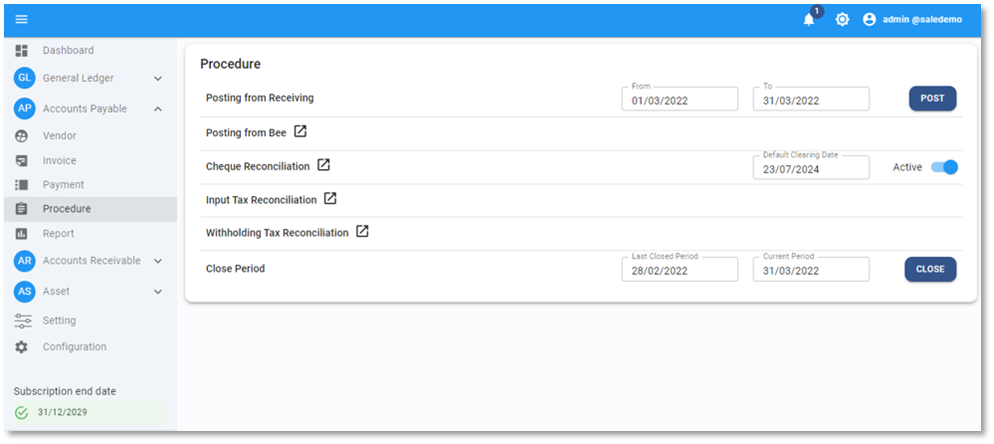 1
admin @saledemo
Dashboard
GL General Ledger
AP Accounts Payable
Vendor
Invoice
Payment
Procedure
Report
AR Accounts Receivable
AS Asset
Setting
Configuration
Subscription end date
31/12/2029
Procedure
Posting from Receiving
From
01/03/2022
To
31/03/2022
POST
Posting from Bee
Cheque Reconciliation
Default Clearing Date
23/07/2024
Active
Input Tax Reconciliation
Withholding Tax Reconciliation
Close Period
Last Closed Period
28/02/2022
Current Period
31/03/2022
CLOSE